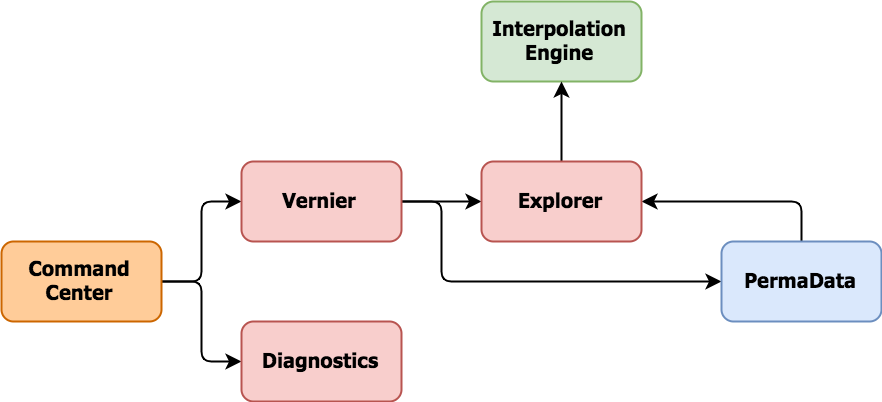 Interpolation
Engine
Vernier
Explorer
Command
Center
PermaData
Diagnostics